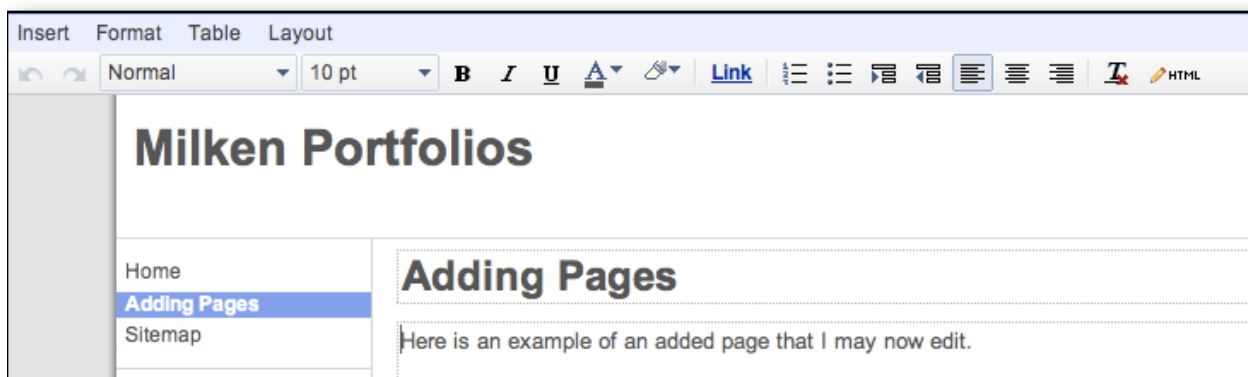 Insert Format Table Layout
Normal 10 pt B I U A Link HTML
Milken Portfolios
Home
Adding Pages
Sitemap
Adding Pages
Here is an example of an added page that I may now edit.